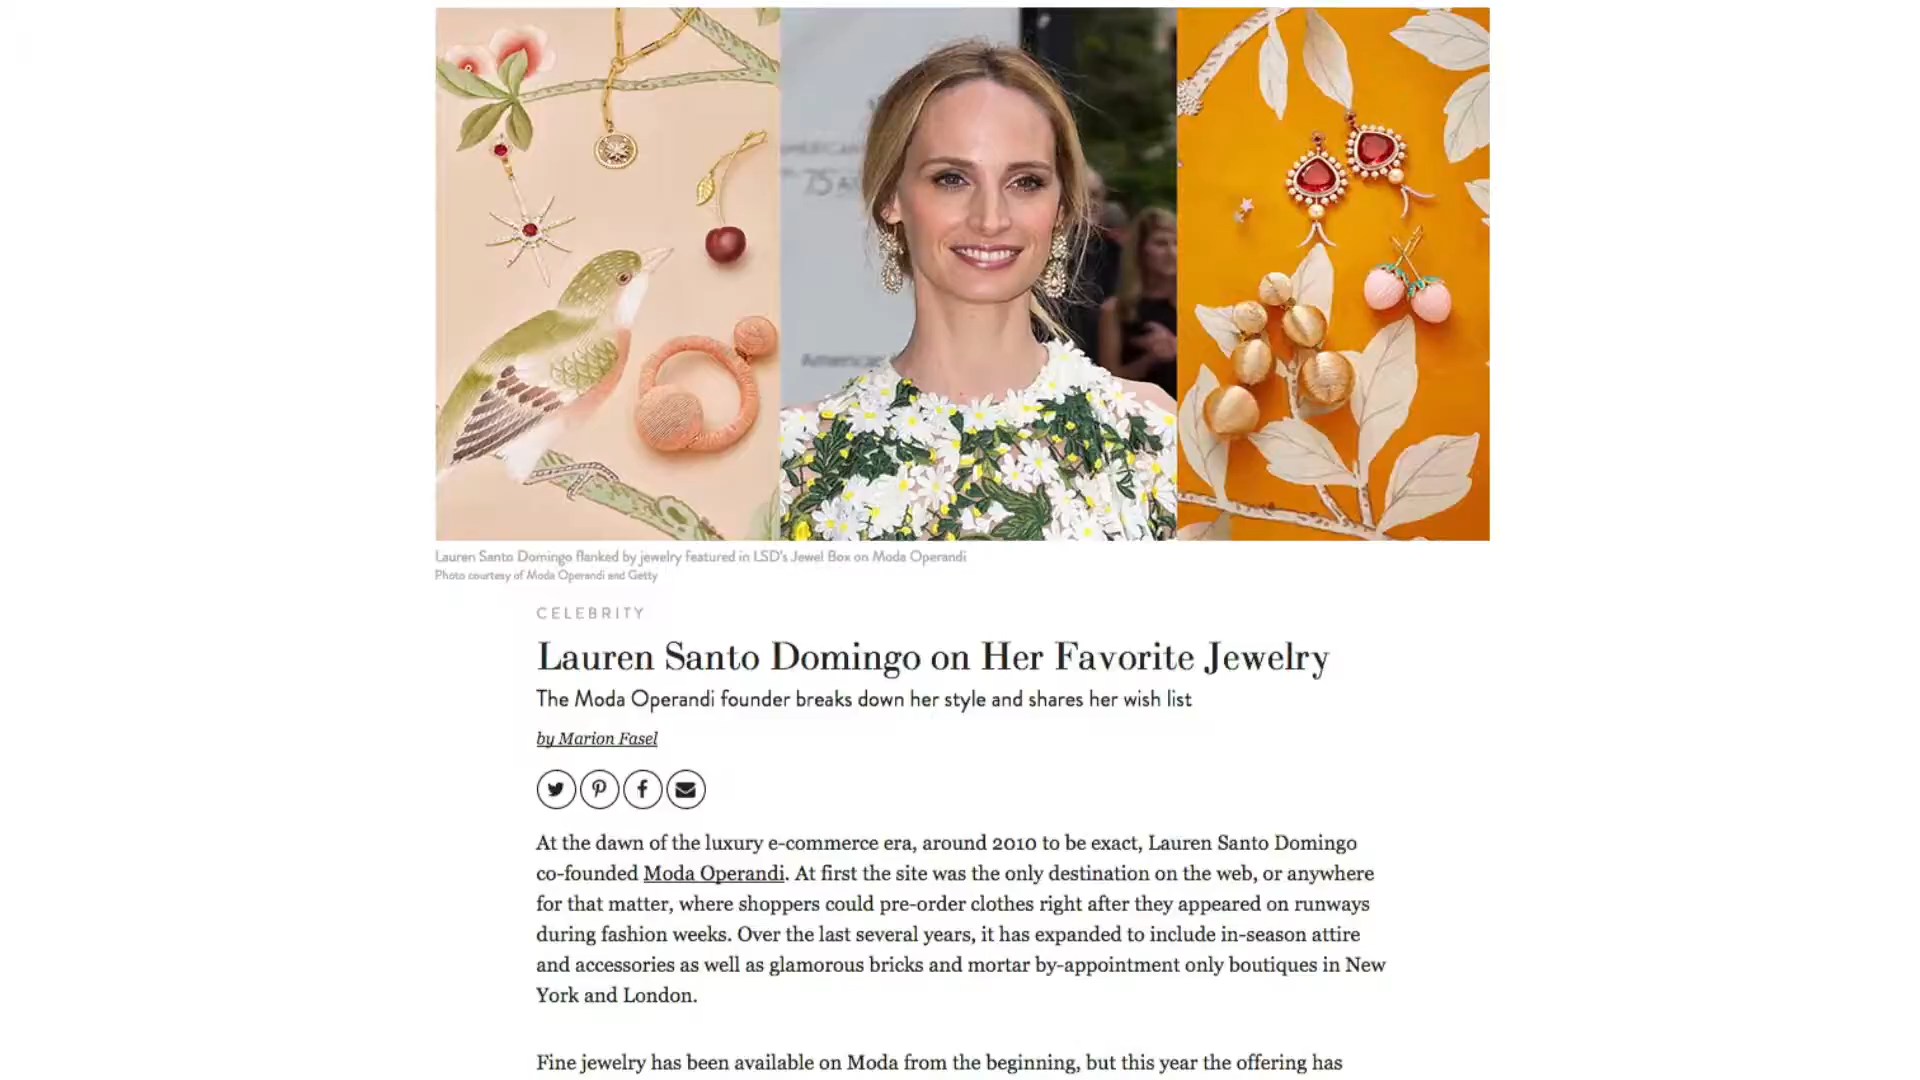 75
American
Lauren Santo Domingo flanked by jewelry featured in LSD's Jewel Box on Moda Operandi
Photo courtesy of Moda Operandi and Getty
CELEBRITY
Lauren Santo Domingo on Her Favorite Jewelry
The Moda Operandi founder breaks down her style and shares her wish list
by Marion Fasel
At the dawn of the luxury e-commerce era, around 2010 to be exact, Lauren Santo Domingo
co-founded Moda Operandi. At first the site was the only destination on the web, or anywhere
for that matter, where shoppers could pre-order clothes right after they appeared on runways
during fashion weeks. Over the last several years, it has expanded to include in-season attire
and accessories as well as glamorous bricks and mortar by-appointment only boutiques in New
York and London.
Fine jewelry has been available on Moda from the beginning, but this year the offering has